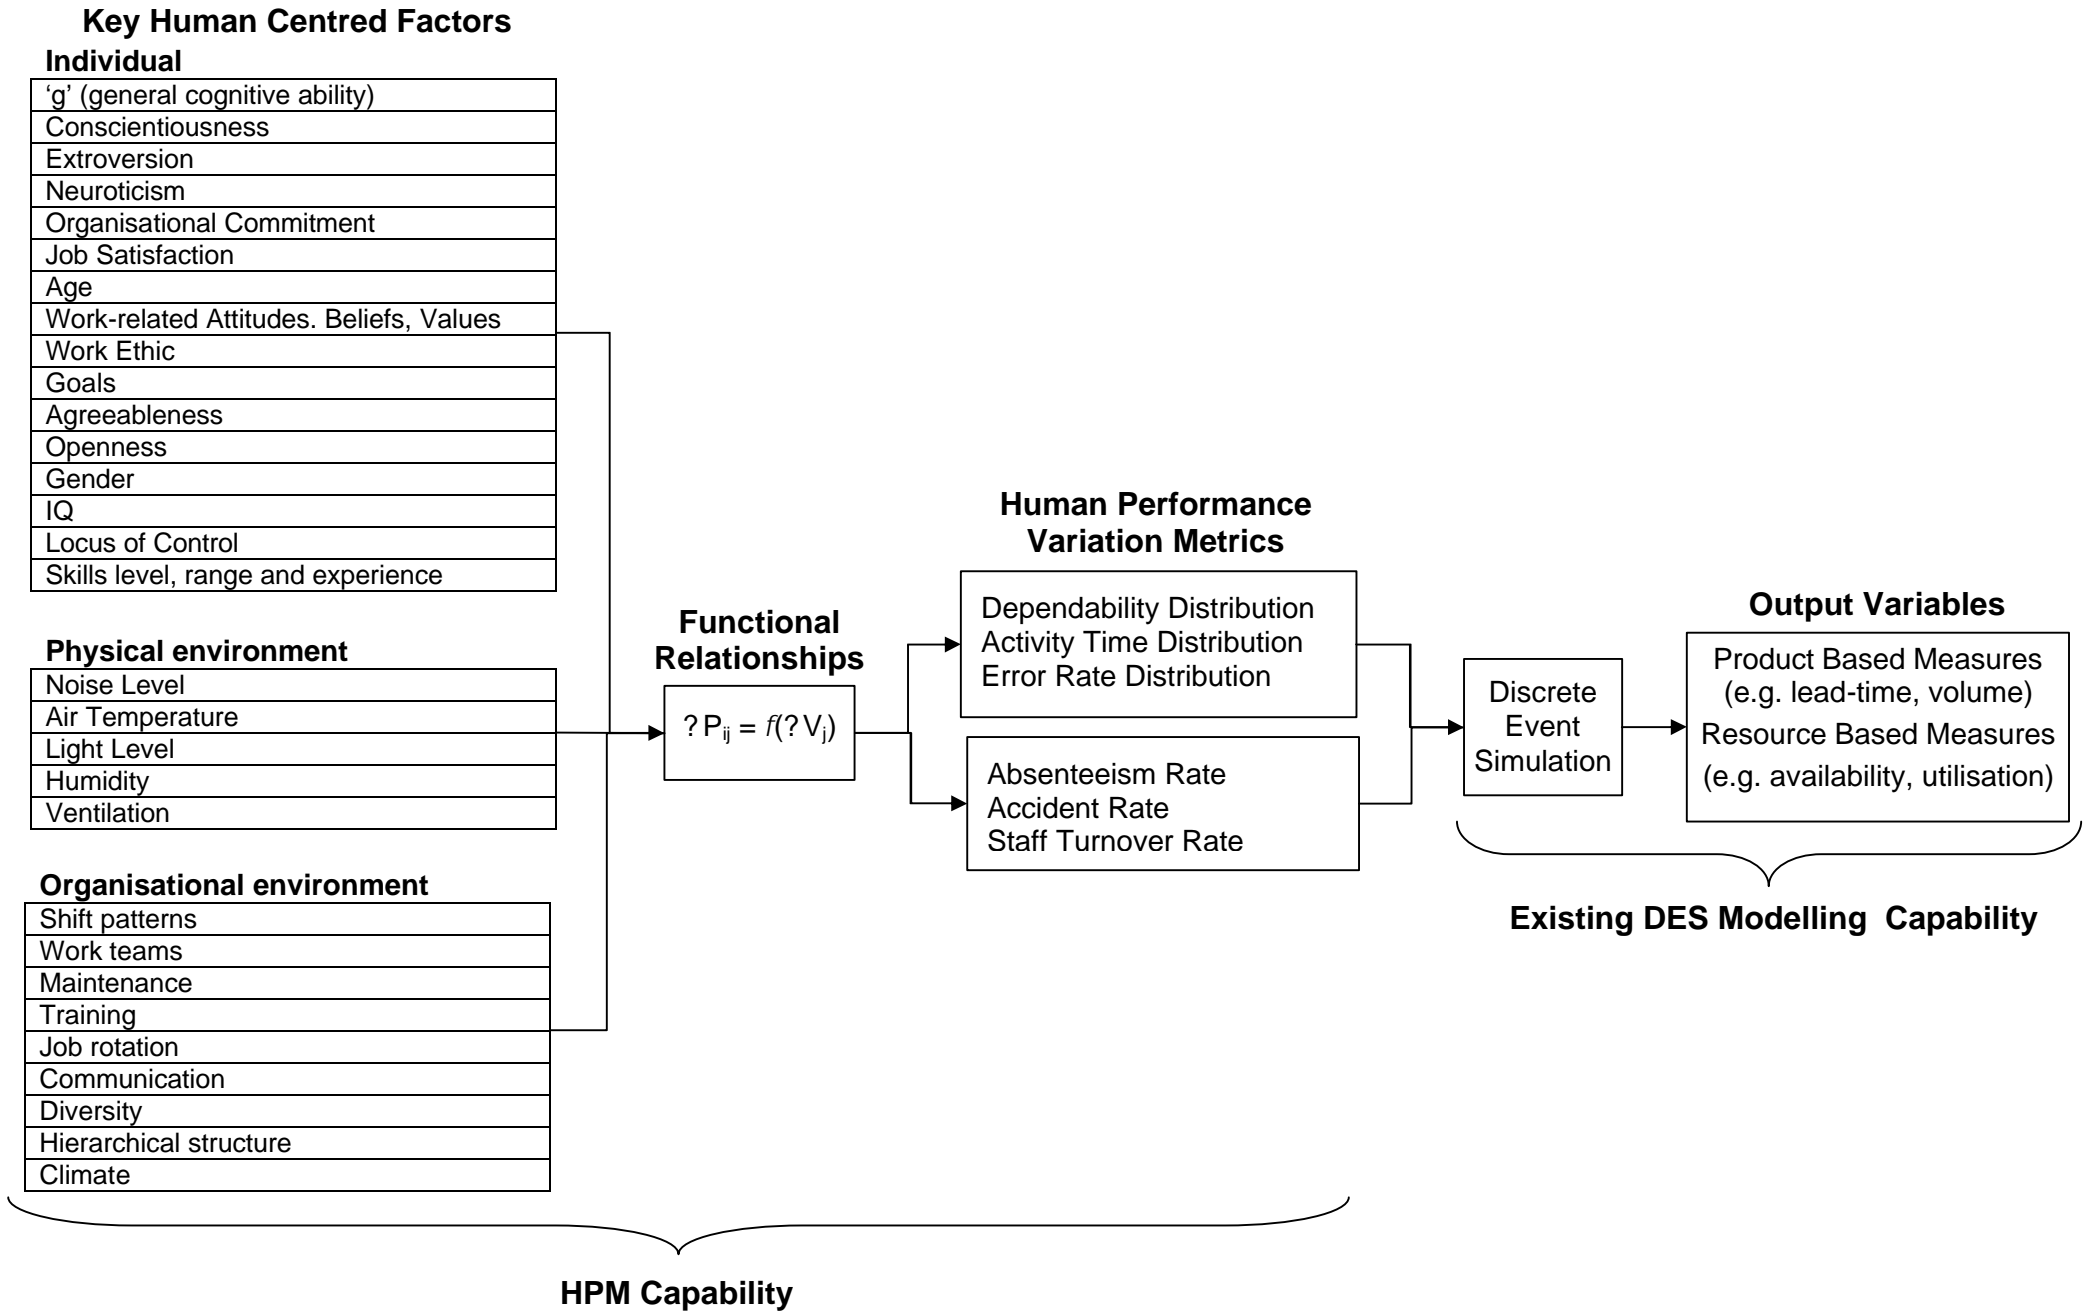 Key Human Centred Factors
Individual
‘g’ (general cognitive ability)
Conscientiousness
Extroversion
Neuroticism
Organisational Commitment
Job Satisfaction
Age
Work-related Attitudes. Beliefs, Values
Work Ethic
Goals
Agreeableness
Openness
Gender
IQ
Locus of Control
Skills level, range and experience
Physical environment
Noise Level
Air Temperature
Light Level
Humidity
Ventilation
Organisational environment
Shift patterns
Work teams
Maintenance
Training
Job rotation
Communication
Diversity
Hierarchical structure
Climate
HPM Capability
Functional
Relationships
? Pij = f(? Vj)
Human Performance
Variation Metrics
Dependability Distribution
Activity Time Distribution
Error Rate Distribution
Absenteeism Rate
Accident Rate
Staff Turnover Rate
Discrete
Event
Simulation
Output Variables
Product Based Measures
(e.g. lead-time, volume)
Resource Based Measures
(e.g. availability, utilisation)
Existing DES Modelling  Capability